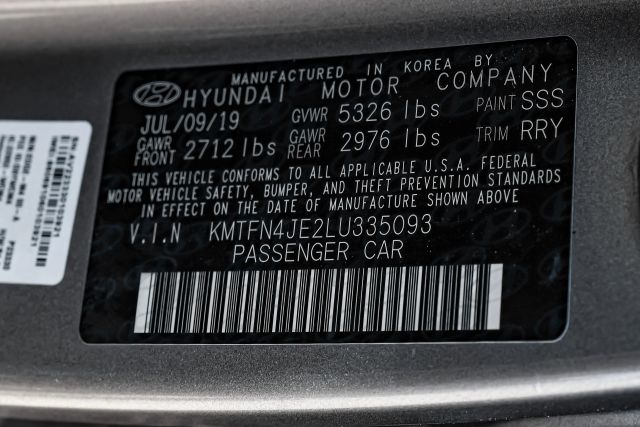 MANUFACTURED IN KOREA BY
HYUNDAI MOTOR COMPANY
JUL/09/19 GVWR 5326 lbs PAINT SSS
GAWR FRONT 2712 lbs GAWR REAR 2976 lbs TRIM RRY
THIS VEHICLE CONFORMS TO ALL APPLICABLE U.S.A. FEDERAL
MOTOR VEHICLE SAFETY, BUMPER, AND THEFT PREVENTION STANDARDS
IN EFFECT ON THE DATE OF MANUFACTURE SHOWN ABOVE.
V.I.N KMTFN4JE2LU335093
PASSENGER CAR